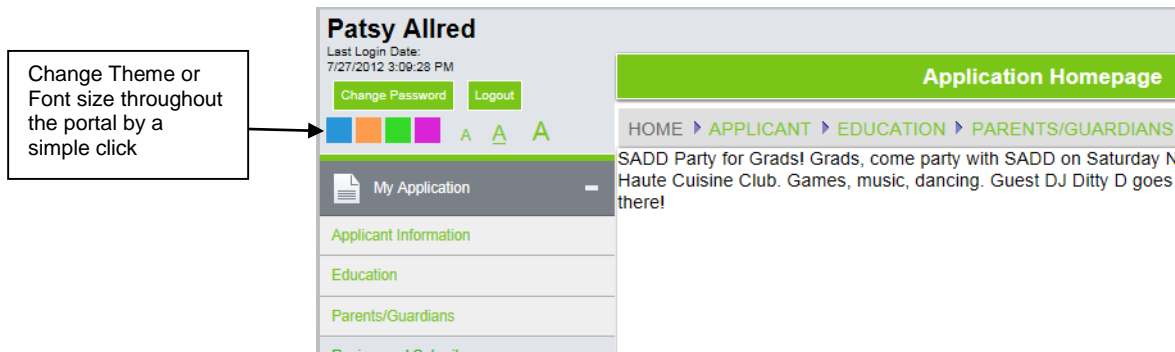 Change Theme or
Font size throughout
the portal by a
simple click
Patsy Allred
Last Login Date:
7/27/2012 3:09:28 PM
Change Password Logout
A A A
My Application
Applicant Information
Education
Parents/Guardians
Application Homepage
HOME APPLICANT EDUCATION PARENTS/GUARDIANS
SADD Party for Grads! Grads, come party with SADD on Saturday N
Haute Cuisine Club. Games, music, dancing. Guest DJ Ditty D goes
there!